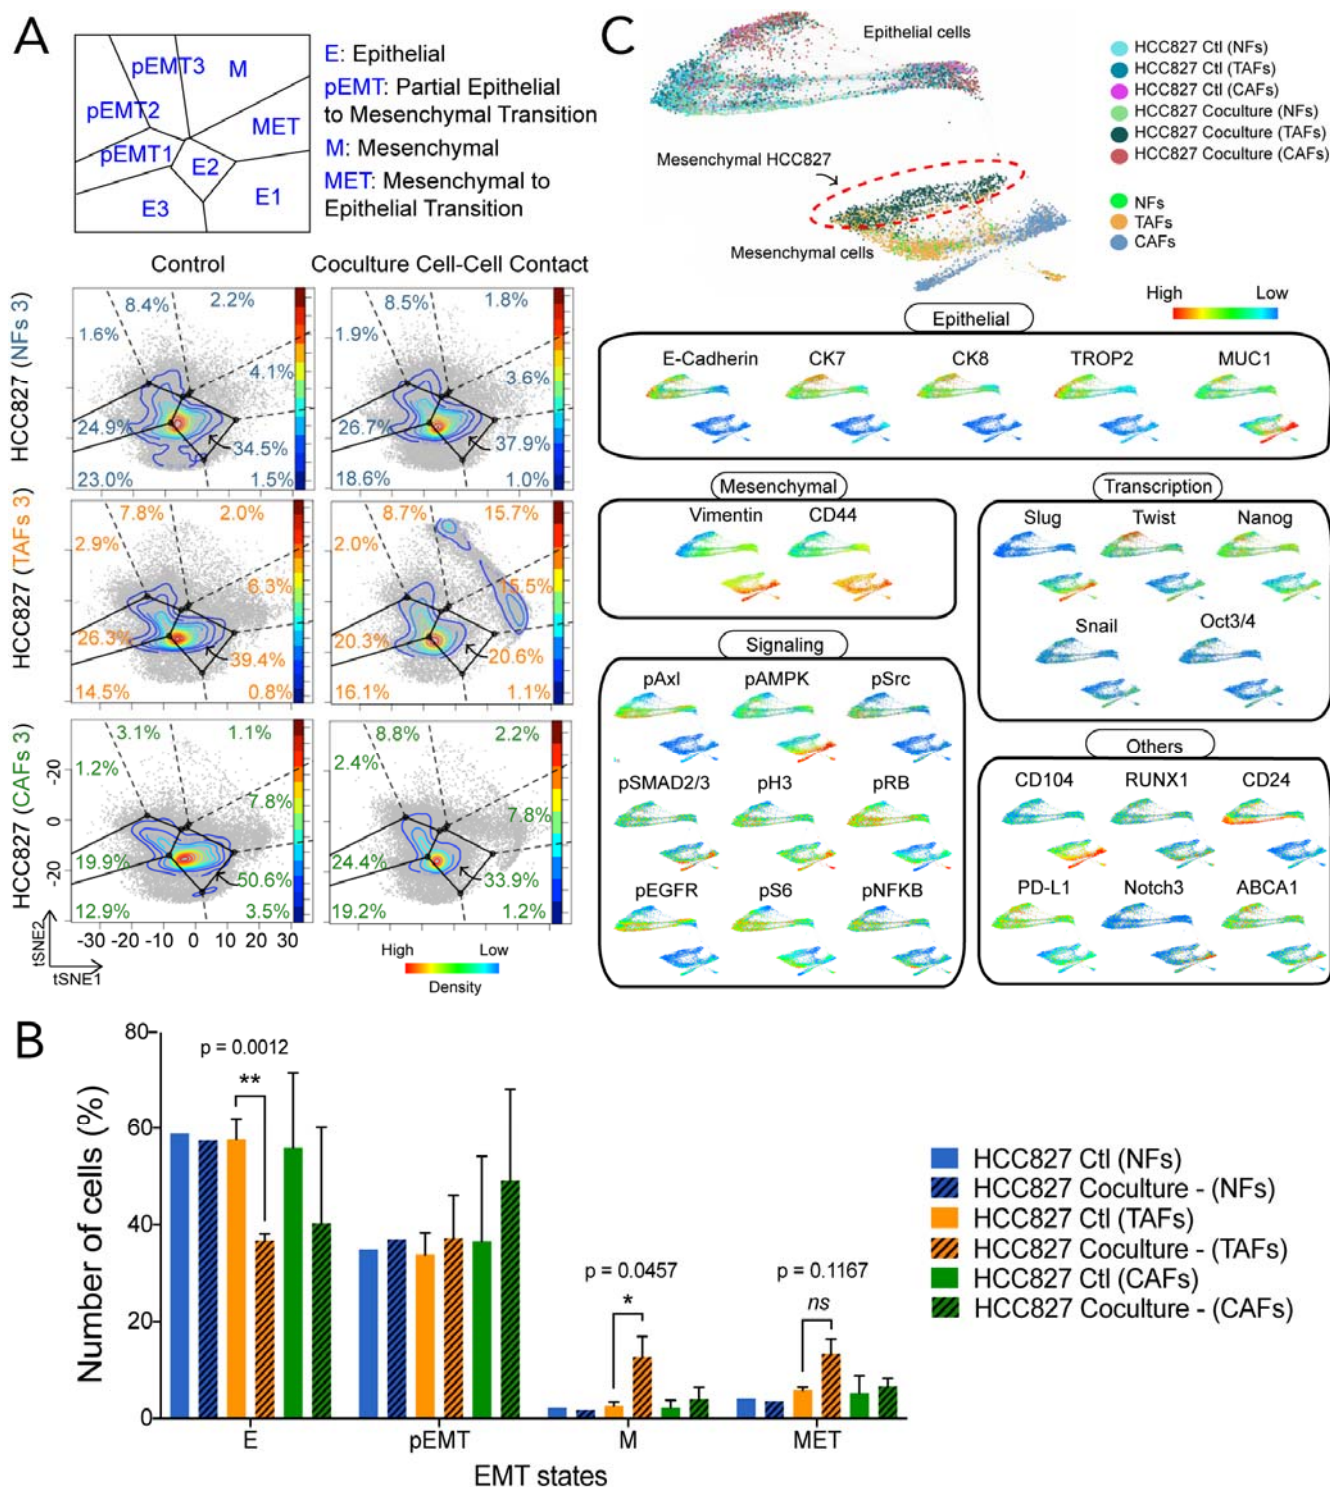 A
pEMT3
M
pEMT2
MET
pEMT1
E2
E3
E1
E: Epithelial
pEMT: Partial Epithelial
to Mesenchymal Transition
M: Mesenchymal
MET: Mesenchymal to
Epithelial Transition
Control
Coculture Cell-Cell Contact
HCC827 (NFs 3)
8.4%
2.2%
1.6%
4.1%
24.9%
34.5%
23.0%
1.5%
8.5%
1.8%
1.9%
3.6%
26.7%
37.9%
18.6%
1.0%
HCC827 (TAFs 3)
7.8%
2.0%
2.9%
6.3%
26.3%
39.4%
14.5%
0.8%
8.7%
15.7%
2.0%
15.5%
20.3%
20.6%
16.1%
1.1%
HCC827 (CAFs 3)
3.1%
1.1%
1.2%
7.8%
19.9%
50.6%
12.9%
3.5%
8.8%
2.2%
2.4%
7.8%
24.4%
33.9%
19.2%
1.2%
-20
0
-20
tSNE2
-30 -20 -10 0 10 20 30
tSNE1
High Low
Density
C
Epithelial cells
Mesenchymal HCC827
Mesenchymal cells
HCC827 Ctl (NFs)
HCC827 Ctl (TAFs)
HCC827 Ctl (CAFs)
HCC827 Coculture (NFs)
HCC827 Coculture (TAFs)
HCC827 Coculture (CAFs)
NFs
TAFs
CAFs
High Low
Epithelial
E-Cadherin CK7 CK8 TROP2 MUC1
Mesenchymal
Vimentin CD44
Transcription
Slug Twist Nanog
Snail Oct3/4
Signaling
pAxl pAMPK pSrc
pSMAD2/3 pH3 pRB
pEGFR pS6 pNFKB
Others
CD104 RUNX1 CD24
PD-L1 Notch3 ABCA1
B
Number of cells (%)
80
60
40
20
0
p = 0.0012
**
p = 0.0457
*
p = 0.1167
ns
E pEMT M MET
EMT states
HCC827 Ctl (NFs)
HCC827 Coculture - (NFs)
HCC827 Ctl (TAFs)
HCC827 Coculture - (TAFs)
HCC827 Ctl (CAFs)
HCC827 Coculture - (CAFs)